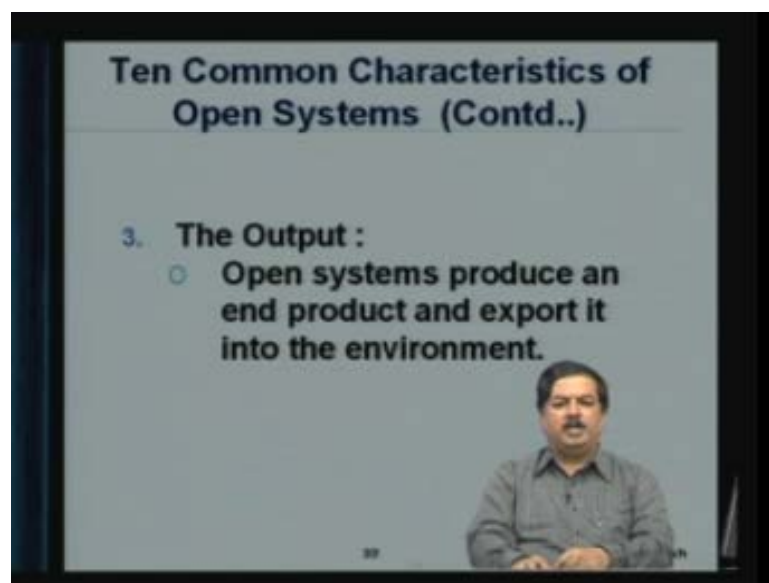 Ten Common Characteristics of
Open Systems (Contd..)
3. The Output :
o Open systems produce an
end product and export it
into the environment.